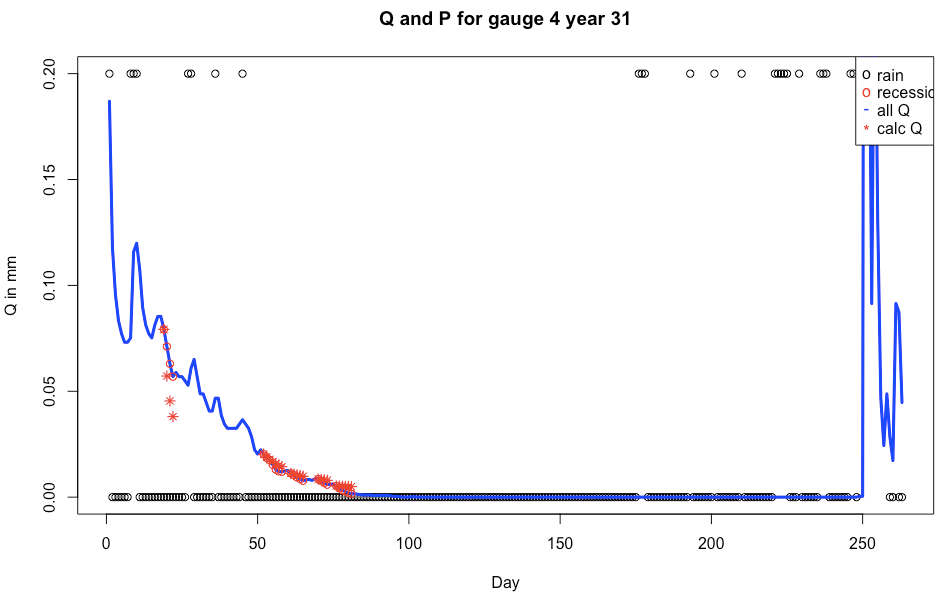 Q and P for gauge 4 year 31
0.20
rain
recessio
all Q
calc Q
0.15
0.10
0.05
0.00
Q in mm
0 50 100 150 200 250
Day